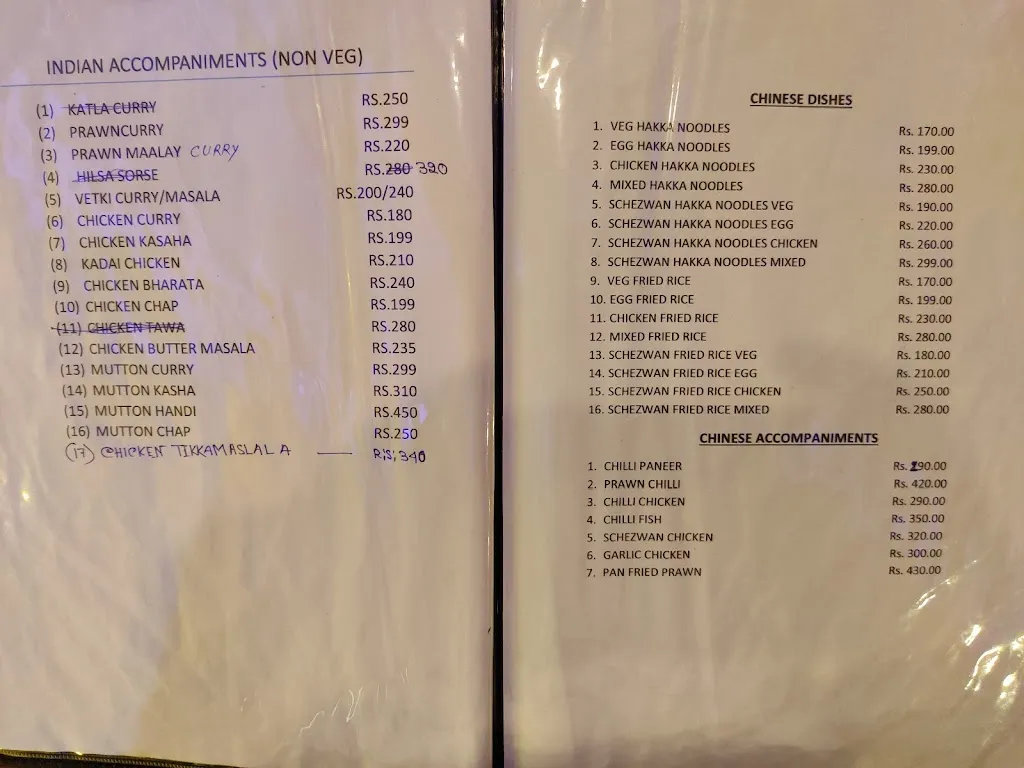 INDIAN ACCOMPANIMENTS (NON VEG)
(1) KATLA CURRY RS.250
(2) PRAWNCURRY RS.299
(3) PRAWN MAALAY CURRY RS.220
(4) HILSA SORSE RS.280 320
(5) VETKI CURRY/MASALA RS.200/240
(6) CHICKEN CURRY RS.180
(7) CHICKEN KASAHA RS.199
(8) KADAI CHICKEN RS.210
(9) CHICKEN BHARATA RS.240
(10) CHICKEN CHAP RS.199
(11) CHICKEN TAWA RS.280
(12) CHICKEN BUTTER MASALA RS.235
(13) MUTTON CURRY RS.299
(14) MUTTON KASHA RS.310
(15) MUTTON HANDI RS.450
(16) MUTTON CHAP RS.250
(17) CHICKEN TIKKAMASLALA — RS,340
CHINESE DISHES
1. VEG HAKKA NOODLES Rs. 170.00
2. EGG HAKKA NOODLES Rs. 199.00
3. CHICKEN HAKKA NOODLES Rs. 230.00
4. MIXED HAKKA NOODLES Rs. 280.00
5. SCHEZWAN HAKKA NOODLES VEG Rs. 190.00
6. SCHEZWAN HAKKA NOODLES EGG Rs. 220.00
7. SCHEZWAN HAKKA NOODLES CHICKEN Rs. 260.00
8. SCHEZWAN HAKKA NOODLES MIXED Rs. 299.00
9. VEG FRIED RICE Rs. 170.00
10. EGG FRIED RICE Rs. 199.00
11. CHICKEN FRIED RICE Rs. 230.00
12. MIXED FRIED RICE Rs. 280.00
13. SCHEZWAN FRIED RICE VEG Rs. 180.00
14. SCHEZWAN FRIED RICE EGG Rs. 210.00
15. SCHEZWAN FRIED RICE CHICKEN Rs. 250.00
16. SCHEZWAN FRIED RICE MIXED Rs. 280.00
CHINESE ACCOMPANIMENTS
1. CHILLI PANEER Rs. 290.00
2. PRAWN CHILLI Rs. 420.00
3. CHILLI CHICKEN Rs. 290.00
4. CHILLI FISH Rs. 350.00
5. SCHEZWAN CHICKEN Rs. 320.00
6. GARLIC CHICKEN Rs. 300.00
7. PAN FRIED PRAWN Rs. 430.00